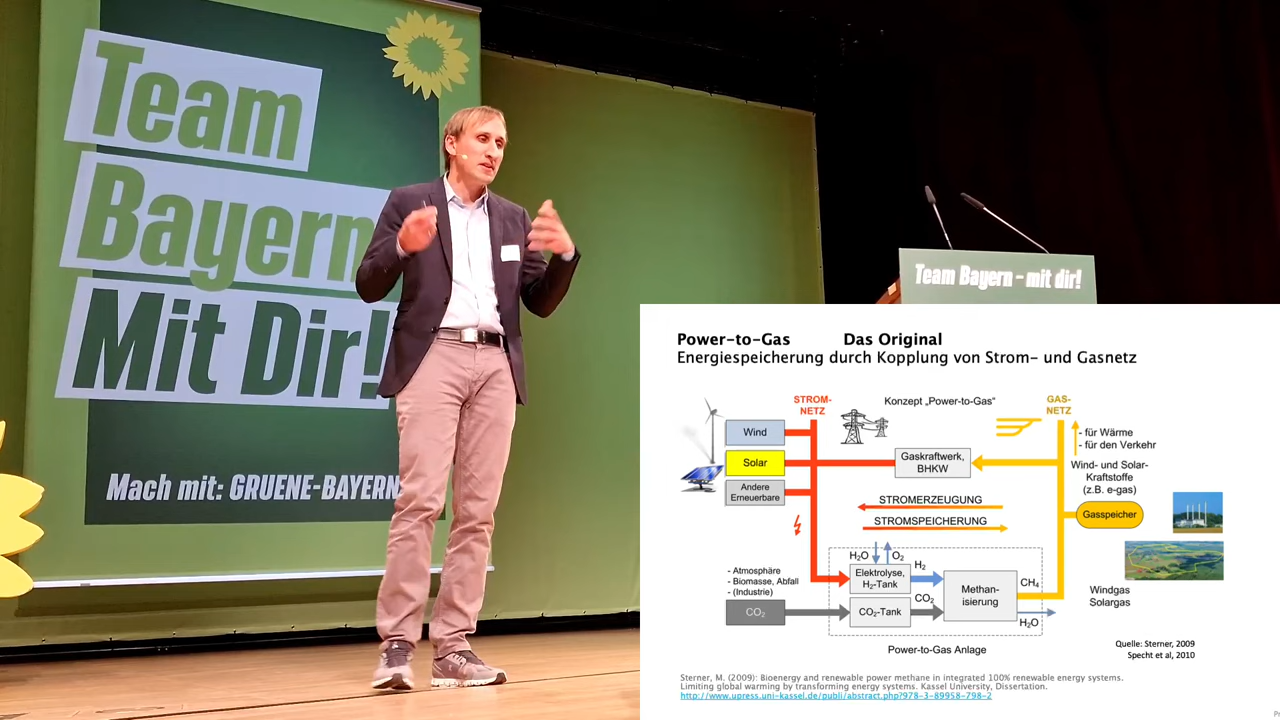 Team
Bayern
Mit Dir!
Mach mit: GRUENE-BAYERN
Team Bayern – mit dir!
Power-to-Gas Das Original
Energiespeicherung durch Kopplung von Strom- und Gasnetz
STROM-
NETZ
Konzept „Power-to-Gas"
GAS-
NETZ
Wind
Solar
Andere
Erneuerbare
Gaskraftwerk,
BHKW
- für Wärme
- für den Verkehr
Wind- und Solar-
Kraftstoffe
(z.B. e-gas)
Gasspeicher
STROMERZEUGUNG
STROMSPEICHERUNG
H₂O
O₂
Elektrolyse,
H₂-Tank
H₂
- Atmosphäre
- Biomasse, Abfall
- (Industrie)
CO₂
CO₂-Tank
CO₂
Methan-
isierung
CH₄
H₂O
Windgas
Solargas
Power-to-Gas Anlage
Quelle: Sterner, 2009
Specht et al, 2010
Sterner, M. (2009): Bioenergy and renewable power methane in integrated 100% renewable energy systems.
Limiting global warming by transforming energy systems. Kassel University, Dissertation.
http://www.upress.uni-kassel.de/publi/abstract.php?978-3-89958-798-2